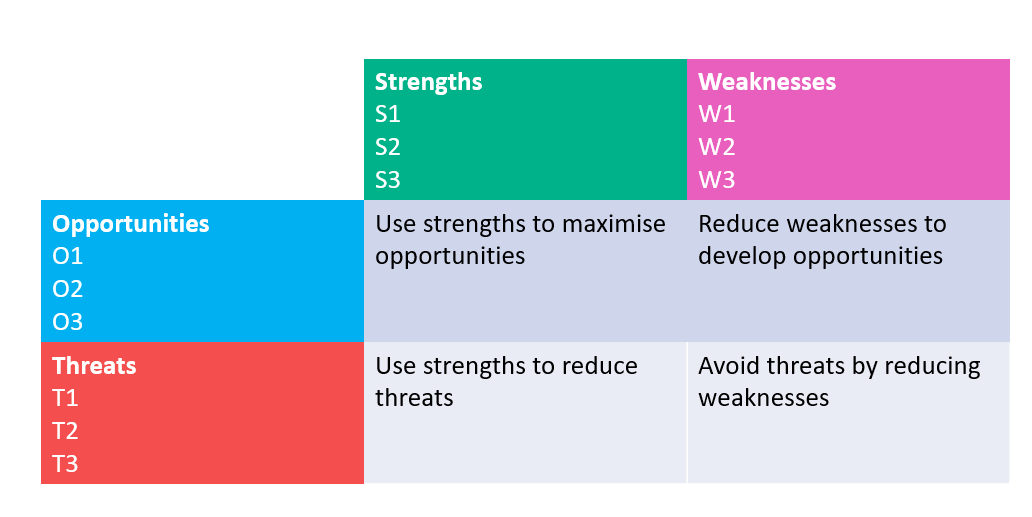 Strengths
S1
S2
S3
Weaknesses
W1
W2
W3
Opportunities
O1
O2
O3
Use strengths to maximise
opportunities
Reduce weaknesses to
develop opportunities
Threats
T1
T2
T3
Use strengths to reduce
threats
Avoid threats by reducing
weaknesses